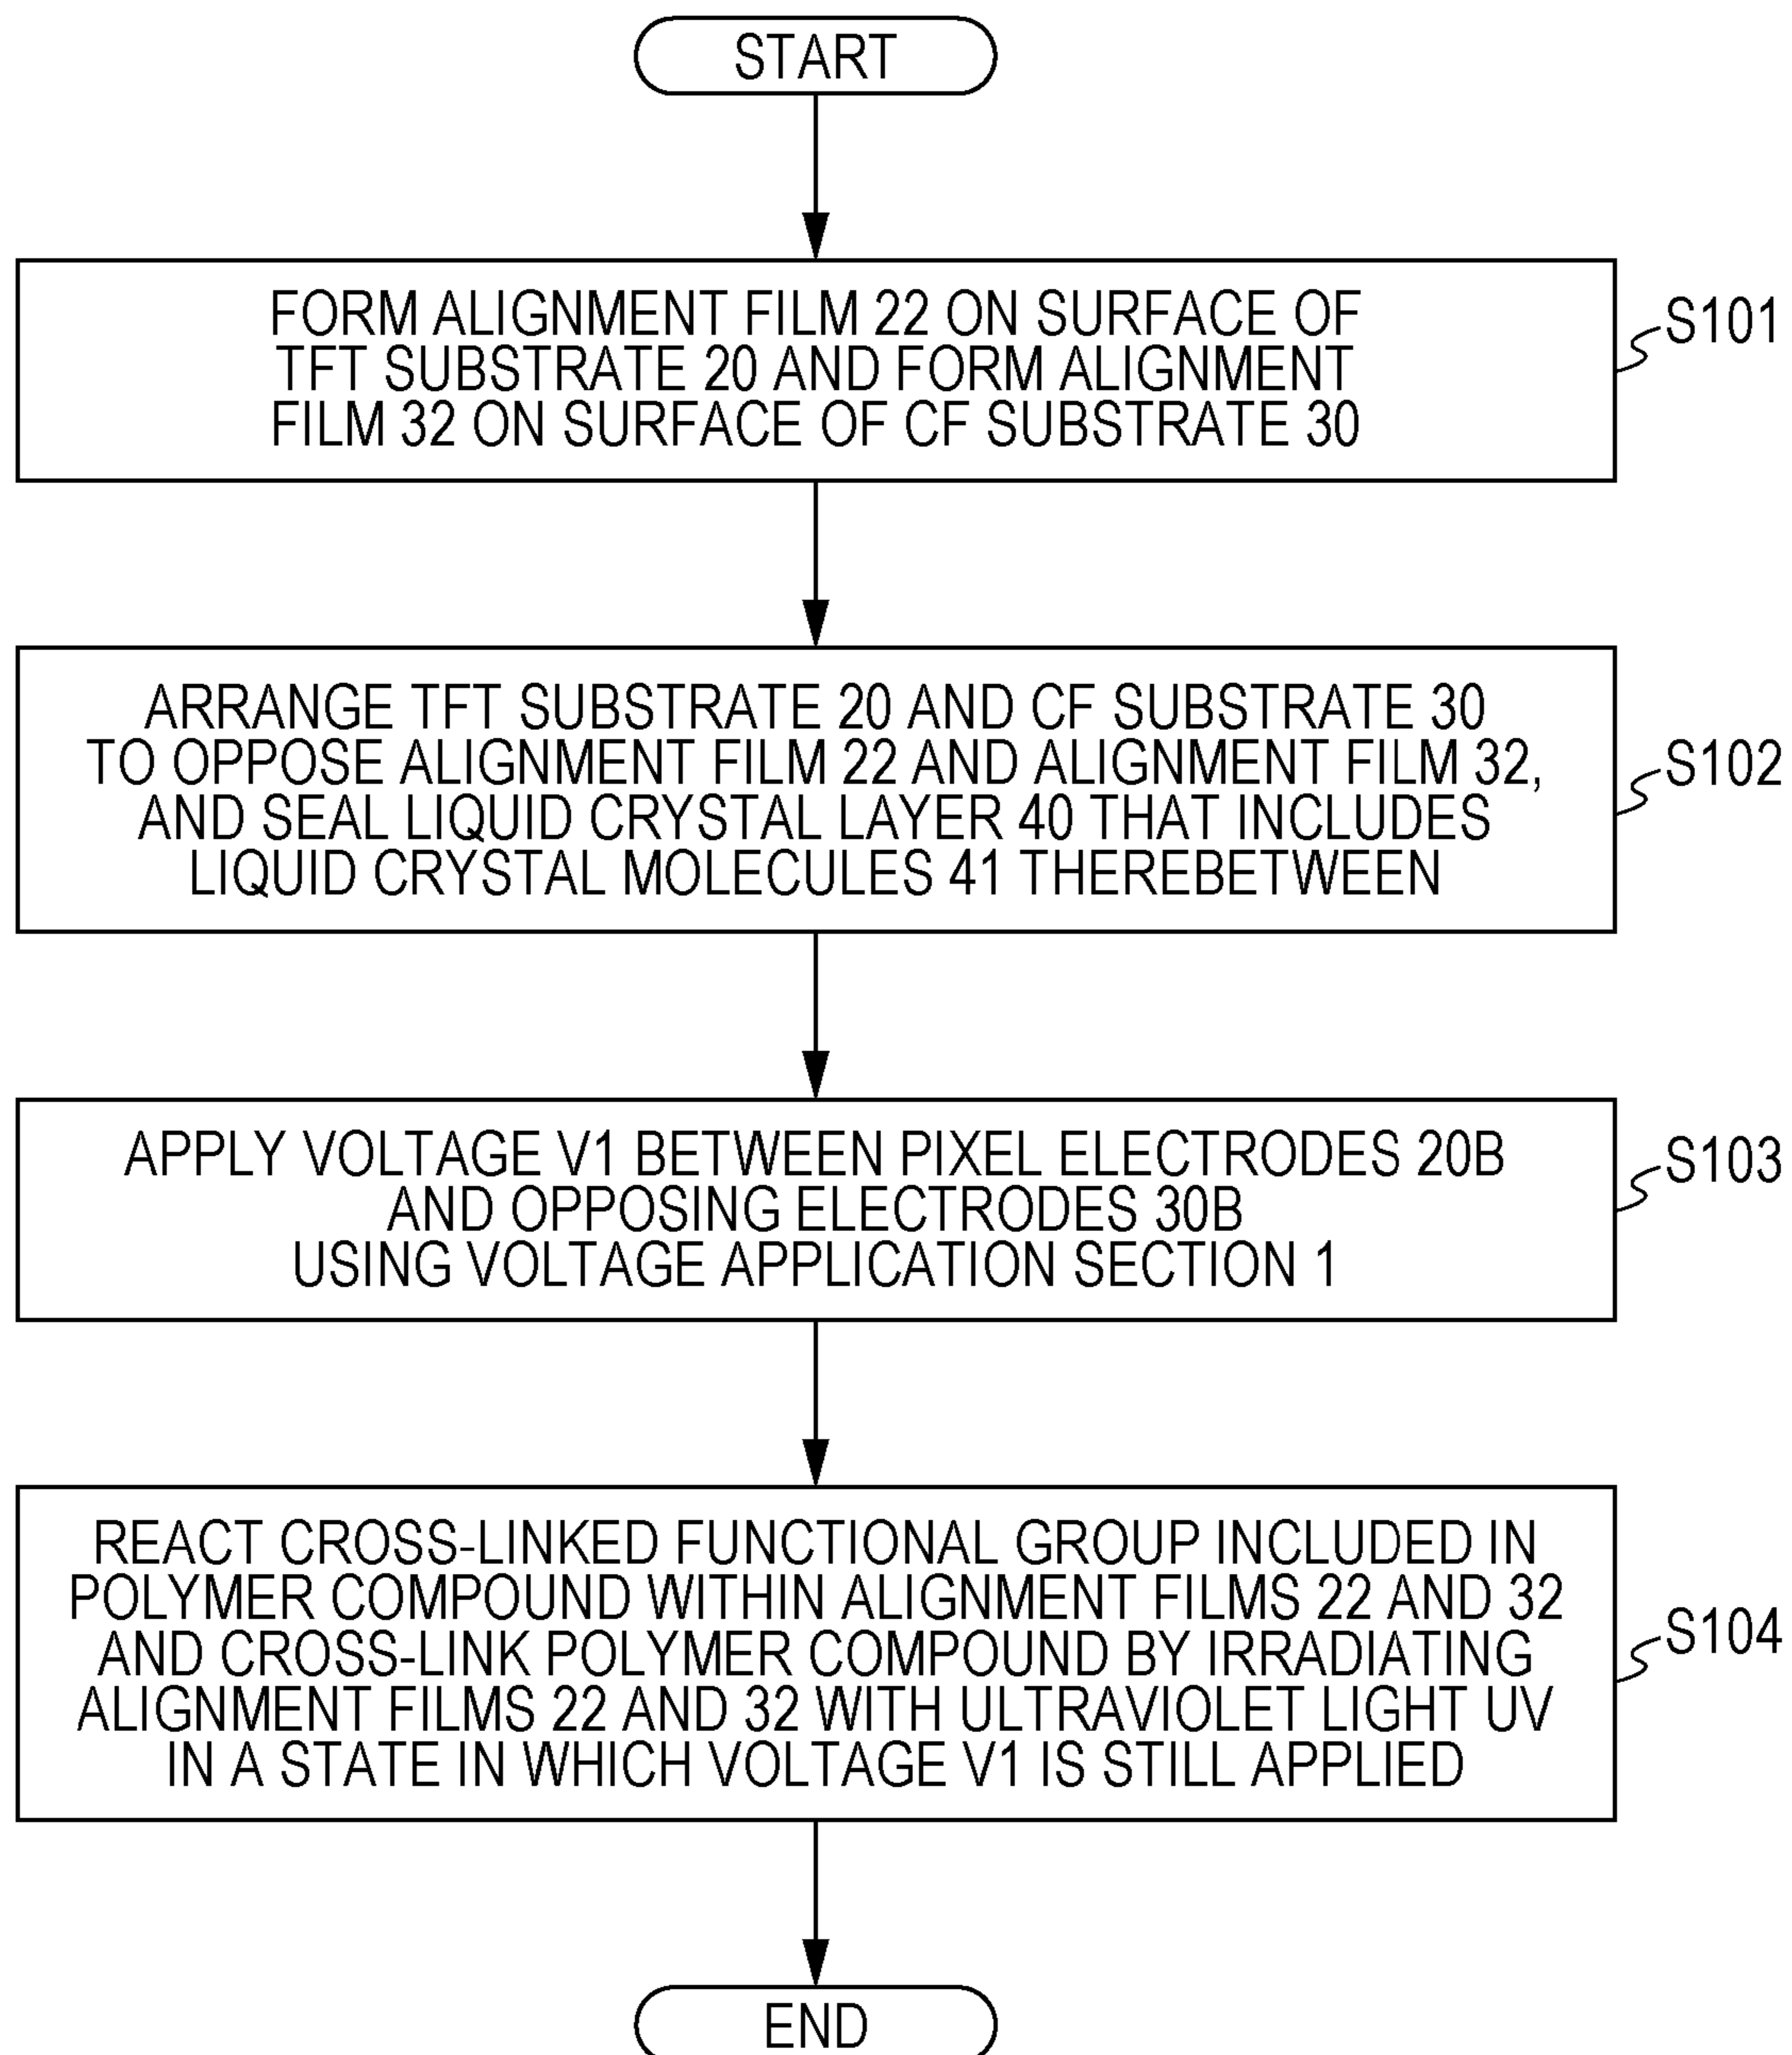 START
FORM ALIGNMENT FILM 22 ON SURFACE OF
TFT SUBSTRATE 20 AND FORM ALIGNMENT
FILM 32 ON SURFACE OF CF SUBSTRATE 30
S101
ARRANGE TFT SUBSTRATE 20 AND CF SUBSTRATE 30
TO OPPOSE ALIGNMENT FILM 22 AND ALIGNMENT FILM 32,
AND SEAL LIQUID CRYSTAL LAYER 40 THAT INCLUDES
LIQUID CRYSTAL MOLECULES 41 THEREBETWEEN
S102
APPLY VOLTAGE V1 BETWEEN PIXEL ELECTRODES 20B
AND OPPOSING ELECTRODES 30B
USING VOLTAGE APPLICATION SECTION 1
S103
REACT CROSS-LINKED FUNCTIONAL GROUP INCLUDED IN
POLYMER COMPOUND WITHIN ALIGNMENT FILMS 22 AND 32
AND CROSS-LINK POLYMER COMPOUND BY IRRADIATING
ALIGNMENT FILMS 22 AND 32 WITH ULTRAVIOLET LIGHT UV
IN A STATE IN WHICH VOLTAGE V1 IS STILL APPLIED
S104
END